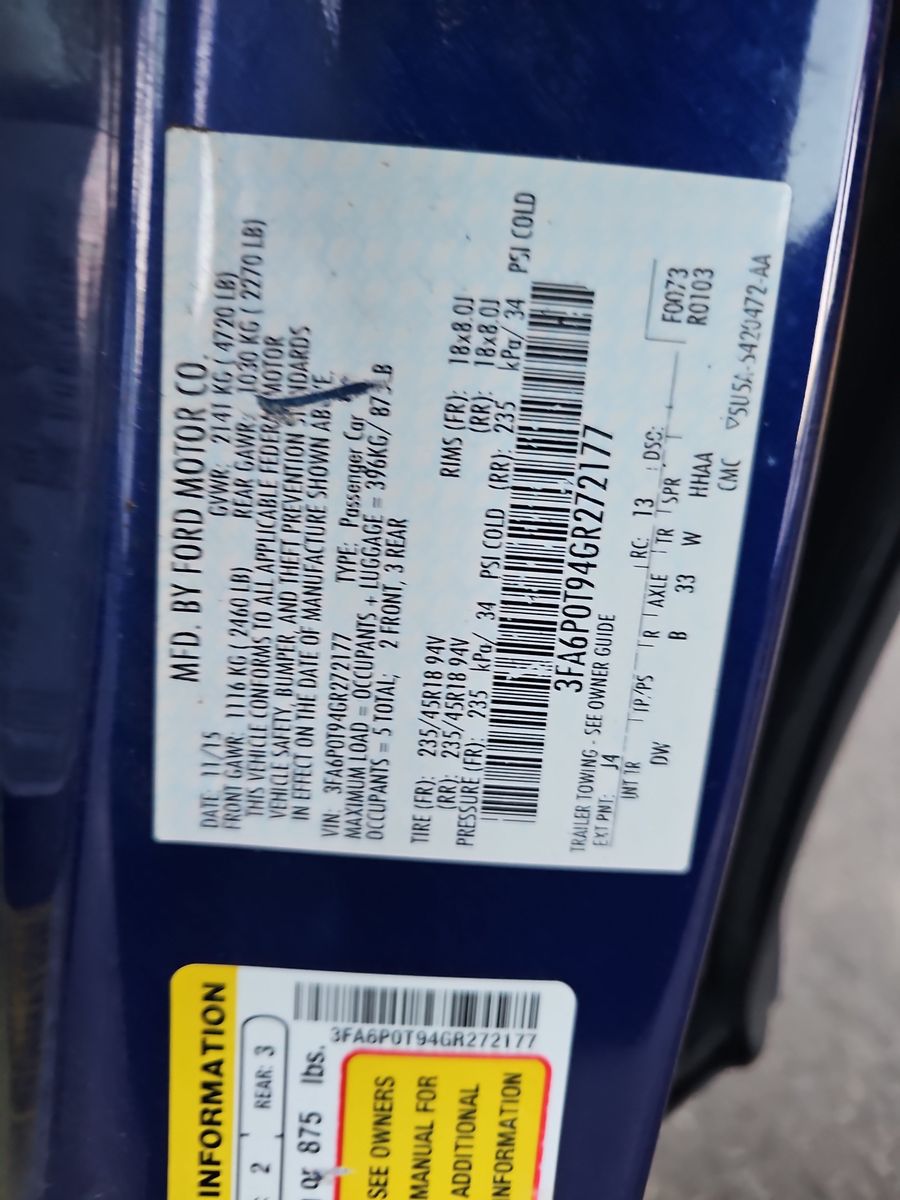 MFD. BY FORD MOTOR CO.
DATE: 11/15 GVWR: 2141 KG ( 4720 LB)
FRONT GAWR: 1116 KG ( 2460 LB) REAR GAWR: 1030 KG ( 2270 LB)
THIS VEHICLE CONFORMS TO ALL APPLICABLE FEDERAL MOTOR
VEHICLE SAFETY, BUMPER, AND THEFT PREVENTION STANDARDS
IN EFFECT ON THE DATE OF MANUFACTURE SHOWN ABOVE.
VIN: 3FA6P0T94GR272177 TYPE: Passenger Car
MAXIMUM LOAD = OCCUPANTS + LUGGAGE = 396KG/ 873LB
OCCUPANTS = 5 TOTAL; 2 FRONT, 3 REAR
TIRE (FR): 235/45R18 94V RIMS (FR): 18x8.0J
(RR): 235/45R18 94V (RR): 18x8.0J
PRESSURE (FR): 235 kPa/ 34 PSI COLD (RR): 235 kPa/ 34 PSI COLD
3FA6P0T94GR272177
TRAILER TOWING - SEE OWNER GUIDE
EXT PNT: J4 RC: 13 DSC: F0073
R0103
INT TR TP/PS R AXLE TR SPR
DW B 33 W HHAA
CMC ▽5U5A-5420472-AA
INFORMATION
2 REAR: 3
or 875 lbs.
3FA6P0T94GR272177
SEE OWNERS
MANUAL FOR
ADDITIONAL
INFORMATION